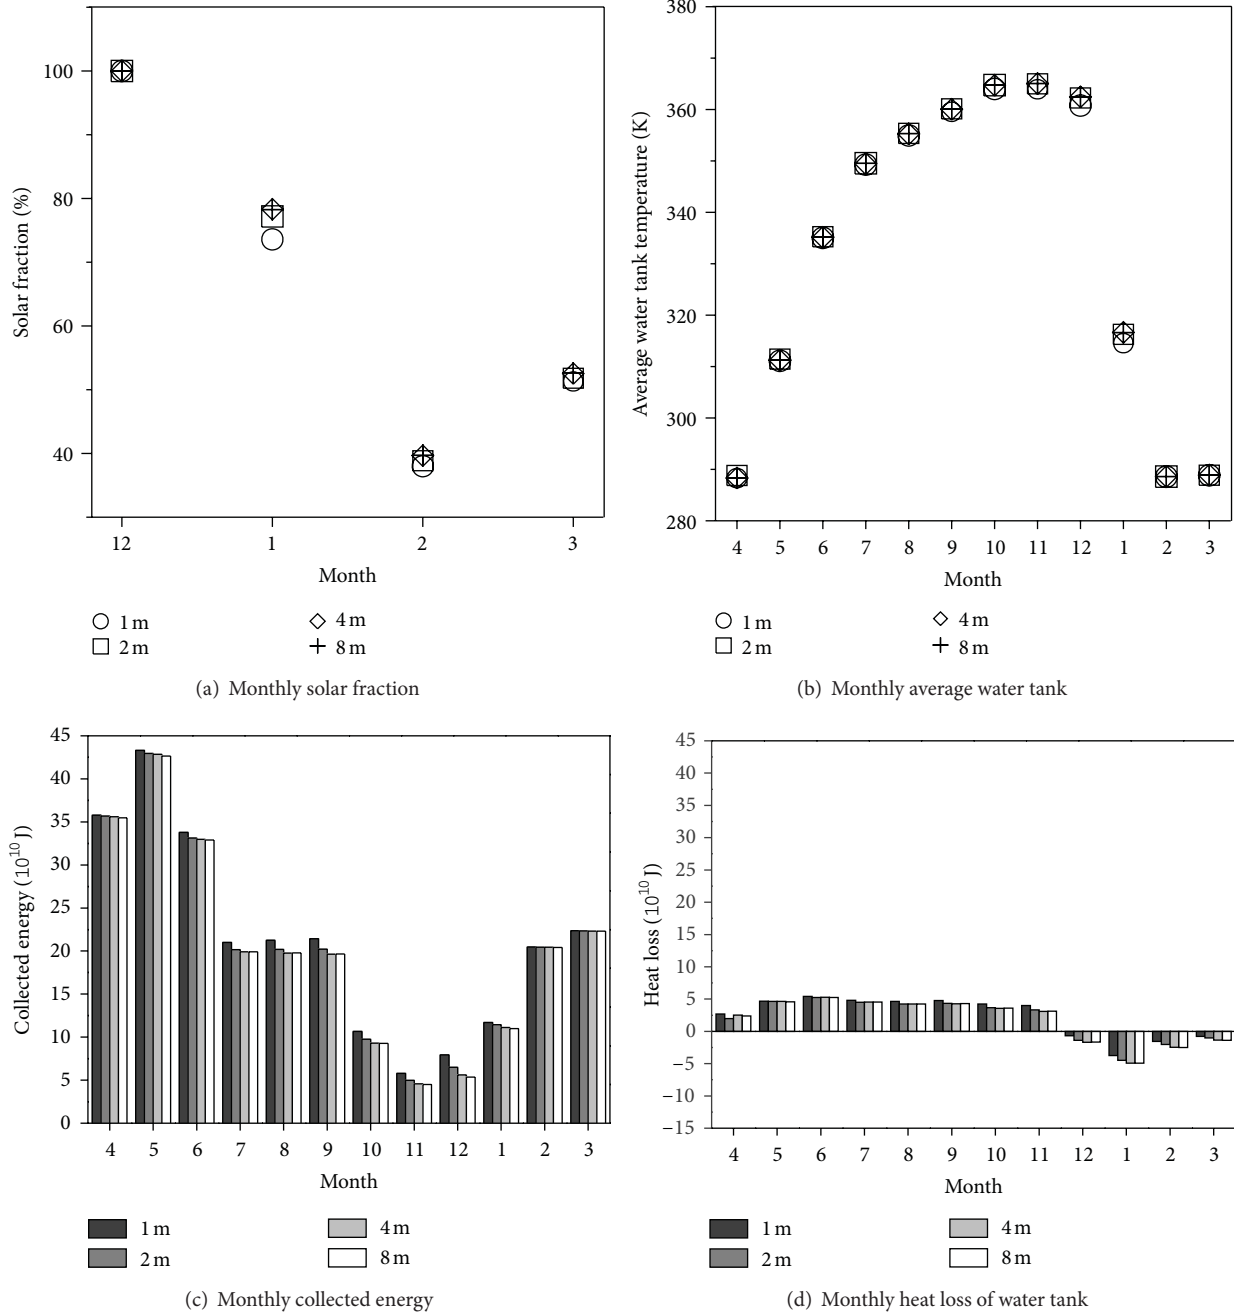 100
80
60
40
Solar fraction (%)
12 1 2 3
Month
1 m 4 m
2 m 8 m
(a) Monthly solar fraction
380
360
340
320
300
280
Average water tank temperature (K)
4 5 6 7 8 9 10 11 12 1 2 3
Month
1 m 4 m
2 m 8 m
(b) Monthly average water tank
45
40
35
30
25
20
15
10
5
0
Collected energy (10¹⁰ J)
4 5 6 7 8 9 10 11 12 1 2 3
Month
1 m 4 m
2 m 8 m
(c) Monthly collected energy
45
40
35
30
25
20
15
10
5
0
−5
−10
−15
Heat loss (10¹⁰ J)
4 5 6 7 8 9 10 11 12 1 2 3
Month
1 m 4 m
2 m 8 m
(d) Monthly heat loss of water tank